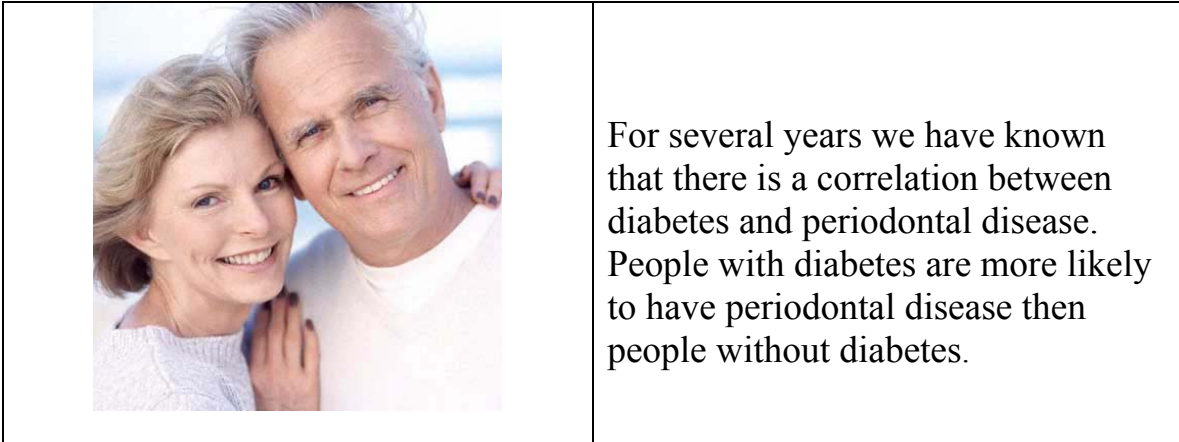 For several years we have known
that there is a correlation between
diabetes and periodontal disease.
People with diabetes are more likely
to have periodontal disease then
people without diabetes.